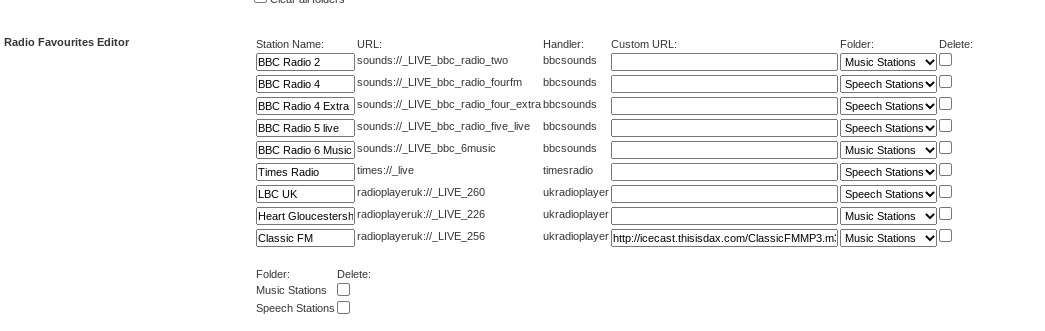 Clear all folders
Radio Favourites Editor
Station Name: URL: Handler: Custom URL: Folder: Delete:
BBC Radio 2 sounds://_LIVE_bbc_radio_two bbcsounds Music Stations
BBC Radio 4 sounds://_LIVE_bbc_radio_fourfm bbcsounds Speech Stations
BBC Radio 4 Extra sounds://_LIVE_bbc_radio_four_extra bbcsounds Speech Stations
BBC Radio 5 live sounds://_LIVE_bbc_radio_five_live bbcsounds Speech Stations
BBC Radio 6 Music sounds://_LIVE_bbc_6music bbcsounds Music Stations
Times Radio times://_live timesradio Speech Stations
LBC UK radioplayeruk://_LIVE_260 ukradioplayer Speech Stations
Heart Gloucestersh radioplayeruk://_LIVE_226 ukradioplayer Music Stations
Classic FM radioplayeruk://_LIVE_256 ukradioplayer http://icecast.thisisdax.com/ClassicFMMP3.m3 Music Stations
Folder: Delete:
Music Stations
Speech Stations